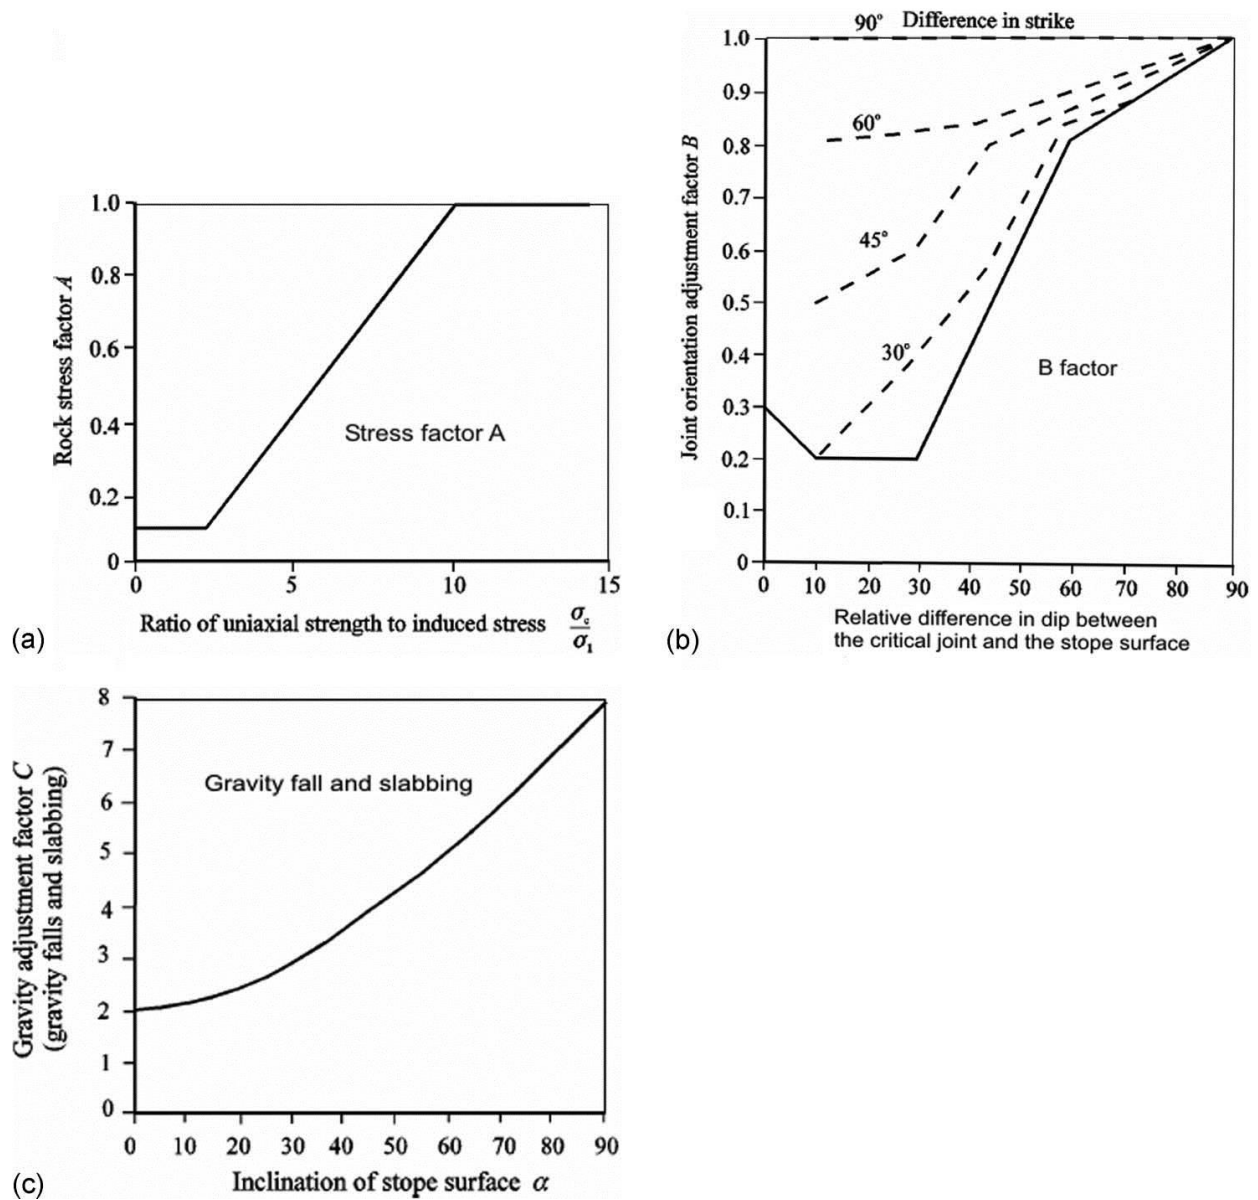 1.0
0.8
0.6
0.4
0.2
0
0
5
10
15
Rock stress factor A
Stress factor A
Ratio of uniaxial strength to induced stress σc/σ1
(a)
90° Difference in strike
1.0
0.9
0.8
0.7
0.6
0.5
0.4
0.3
0.2
0.1
0
60°
45°
30°
B factor
Joint orientation adjustment factor B
0 10 20 30 40 50 60 70 80 90
Relative difference in dip between
the critical joint and the stope surface
(b)
8
7
6
5
4
3
2
1
0
Gravity adjustment factor C
(gravity falls and slabbing)
Gravity fall and slabbing
0 10 20 30 40 50 60 70 80 90
Inclination of stope surface α
(c)